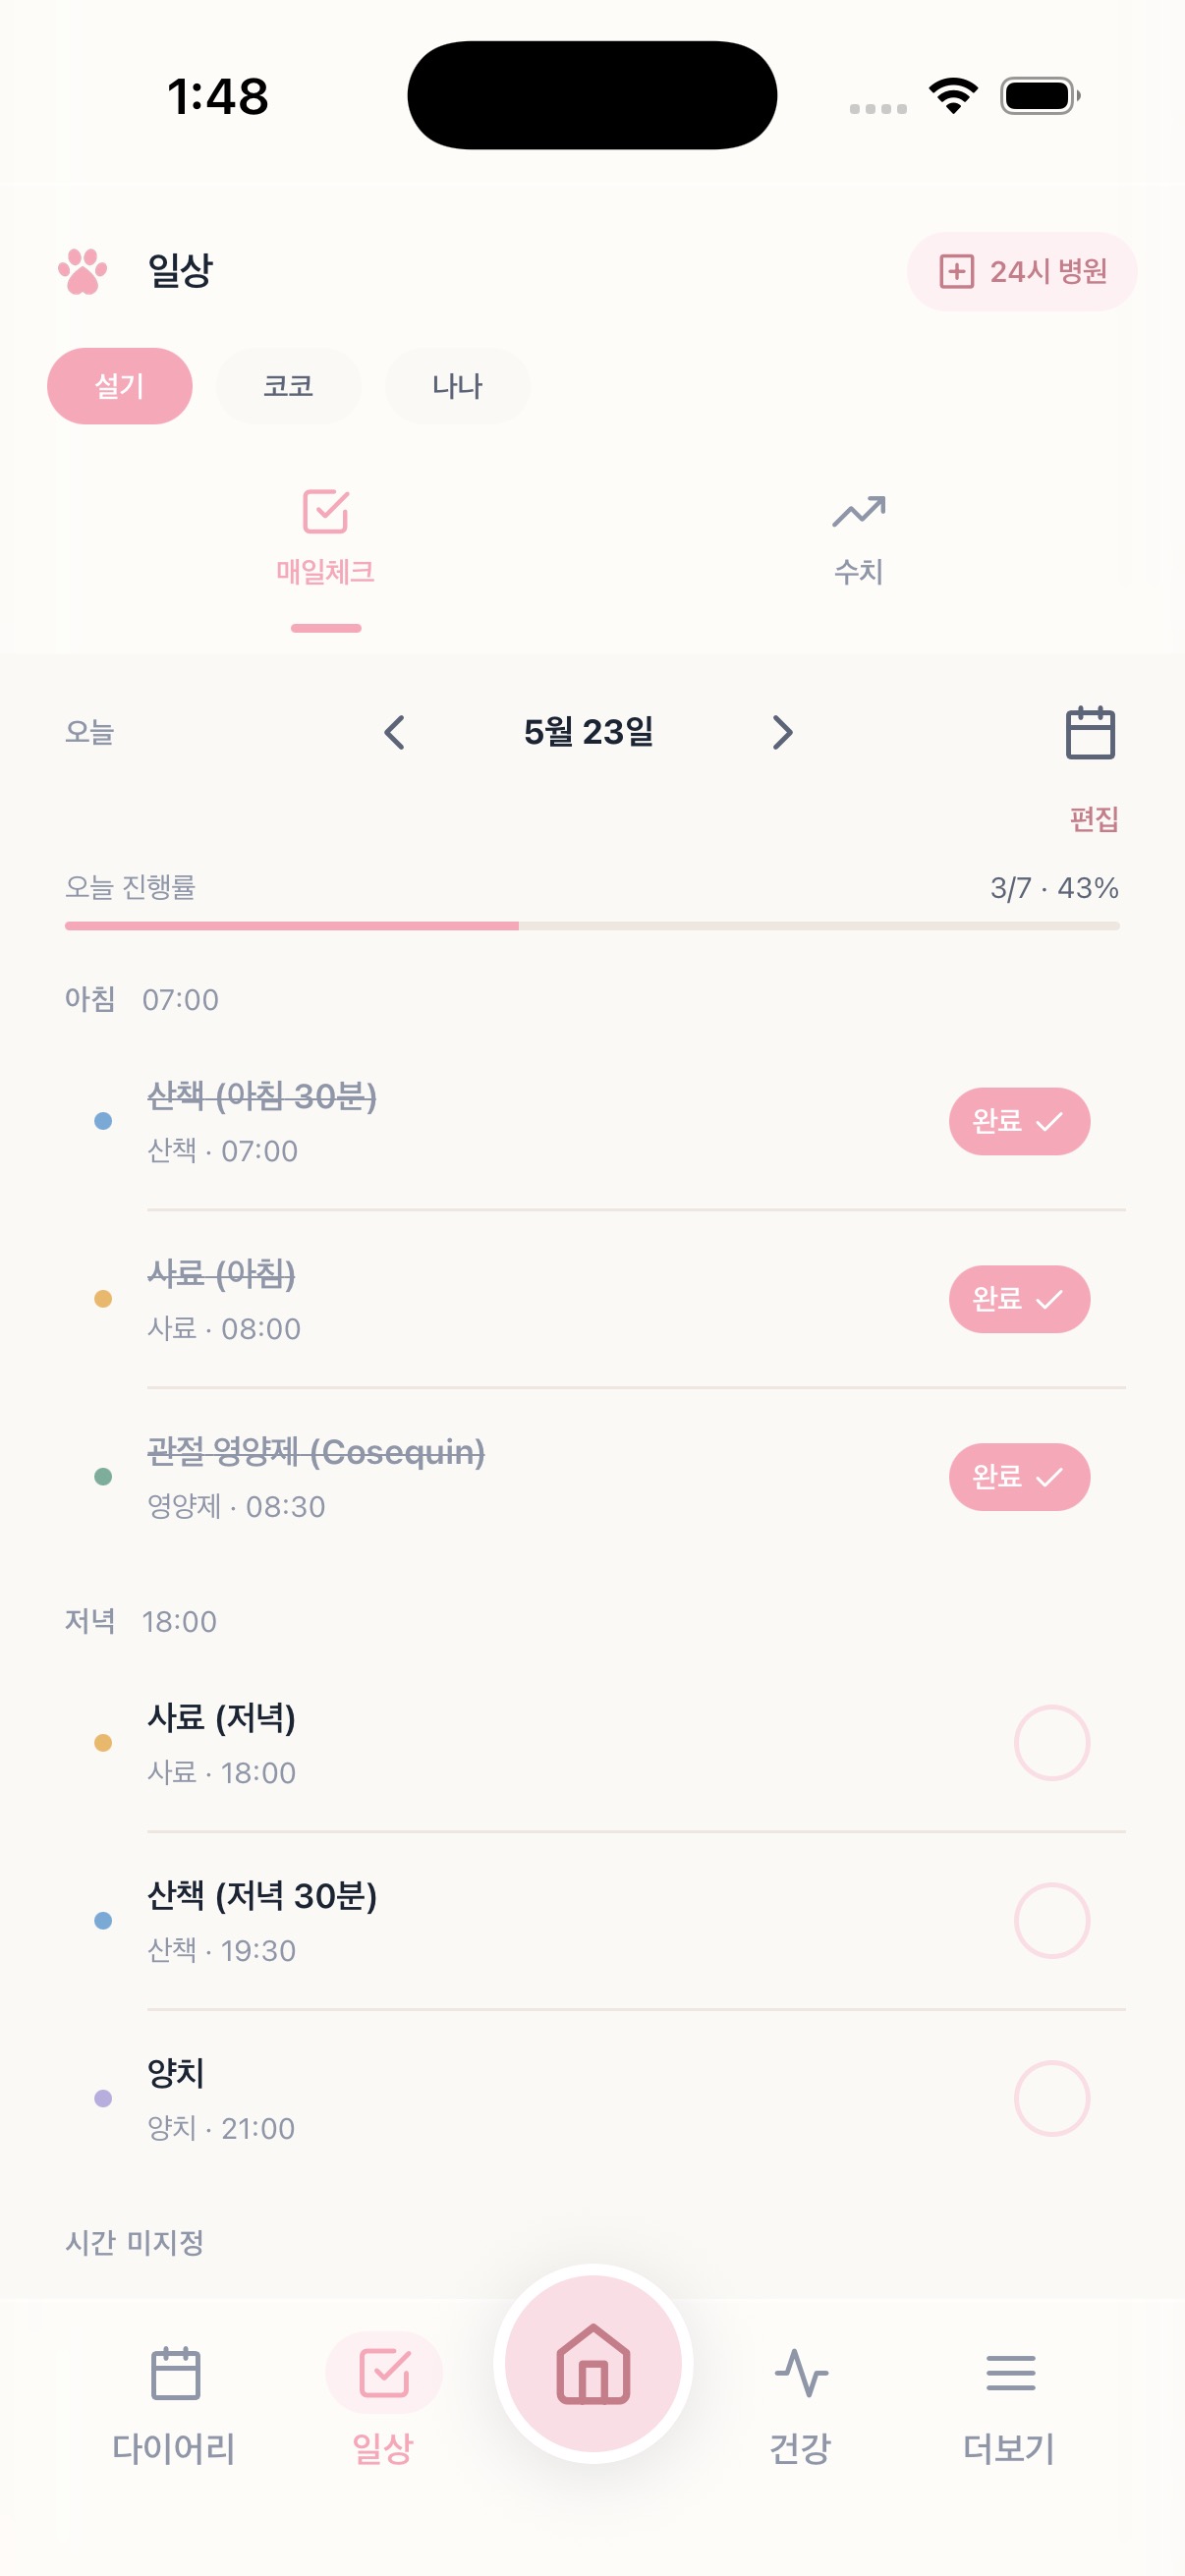 1:48
일상
24시 병원
설기 코코 나나
매일체크 수치
오늘 5월 23일
편집
오늘 진행률 3/7 · 43%
아침 07:00
산책 (아침 30분)
산책 · 07:00
완료
사료 (아침)
사료 · 08:00
완료
관절 영양제 (Cosequin)
영양제 · 08:30
완료
저녁 18:00
사료 (저녁)
사료 · 18:00
산책 (저녁 30분)
산책 · 19:30
양치
양치 · 21:00
시간 미지정
다이어리 일상 건강 더보기